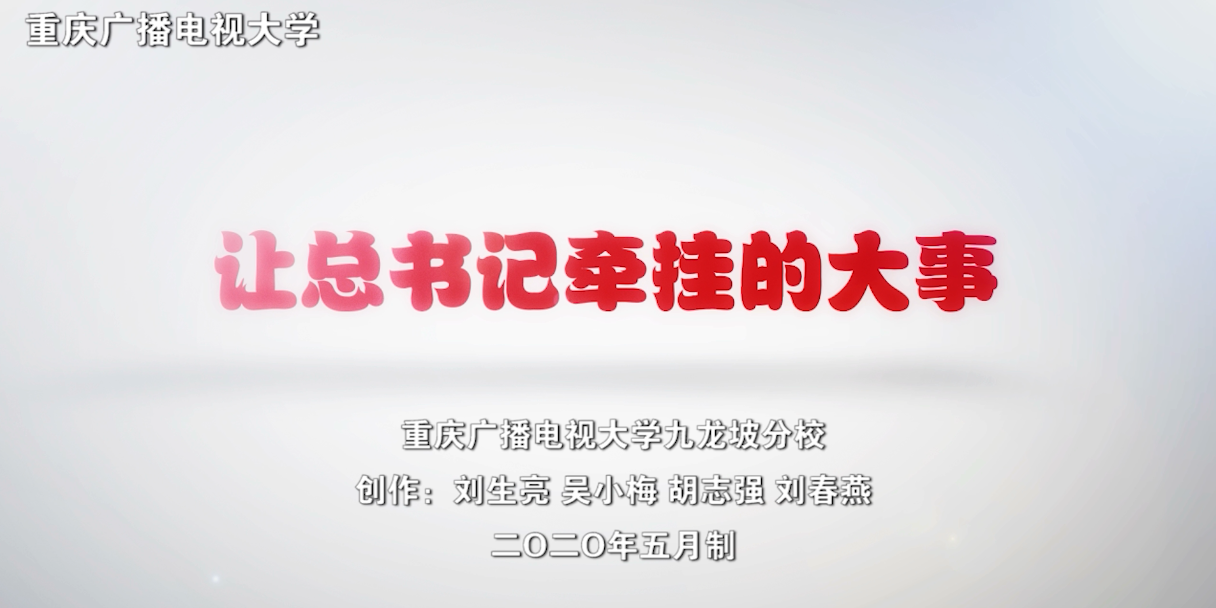 重庆广播电视大学
让总书记牵挂的大事
重庆广播电视大学九龙坡分校
创作：刘生亮 吴小梅 胡志强 刘春燕
二〇二〇年五月制